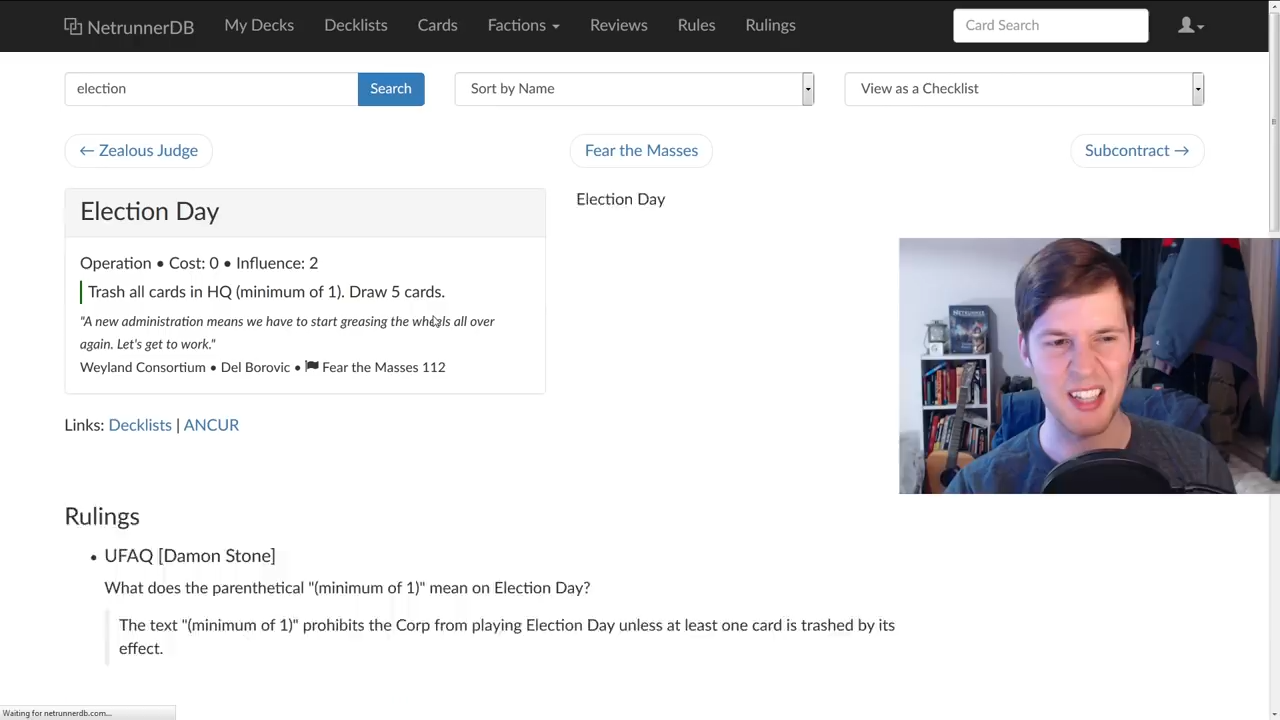 NetrunnerDB My Decks Decklists Cards Factions Reviews Rules Rulings Card Search
election Search Sort by Name View as a Checklist
← Zealous Judge Fear the Masses Subcontract →
Election Day
Election Day
Operation • Cost: 0 • Influence: 2
Trash all cards in HQ (minimum of 1). Draw 5 cards.
"A new administration means we have to start greasing the wheels all over
again. Let's get to work."
Weyland Consortium • Del Borovic • Fear the Masses 112
Links: Decklists | ANCUR
NETRUNNER
Rulings
• UFAQ [Damon Stone]
What does the parenthetical "(minimum of 1)" mean on Election Day?
The text "(minimum of 1)" prohibits the Corp from playing Election Day unless at least one card is trashed by its
effect.
Waiting for netrunnerdb.com...